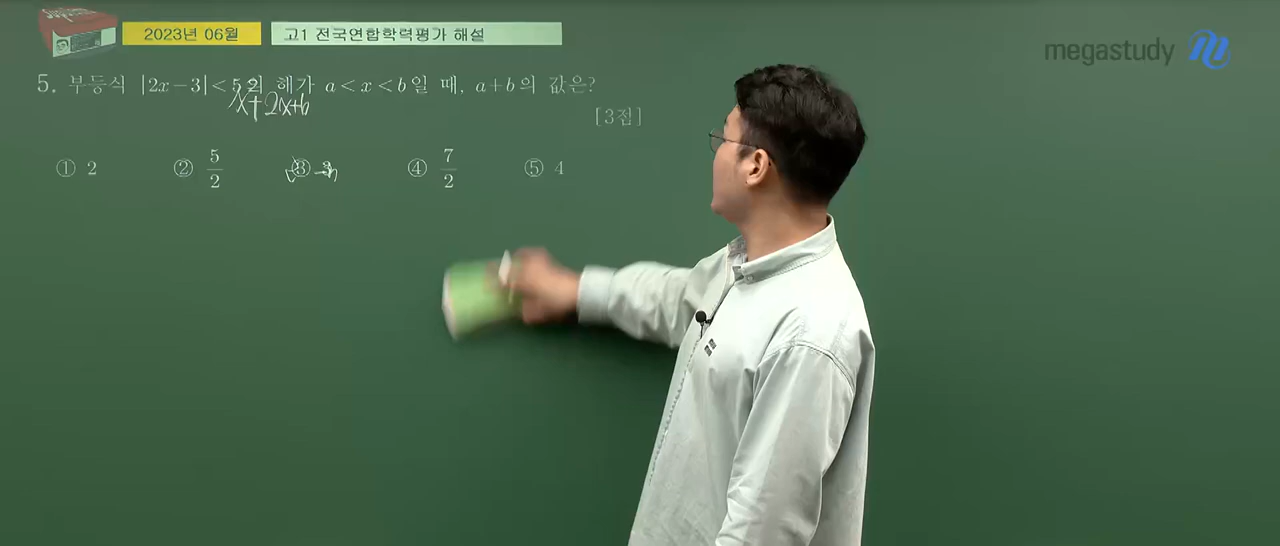 2023년 06월
고1 전국연합학력평가 해설
megastudy
5. 부등식 |2x-3|<5의 해가 a<x<b일 때, a+b의 값은?
[3점]
① 2 ② 5/2 ③ 3 ④ 7/2 ⑤ 4